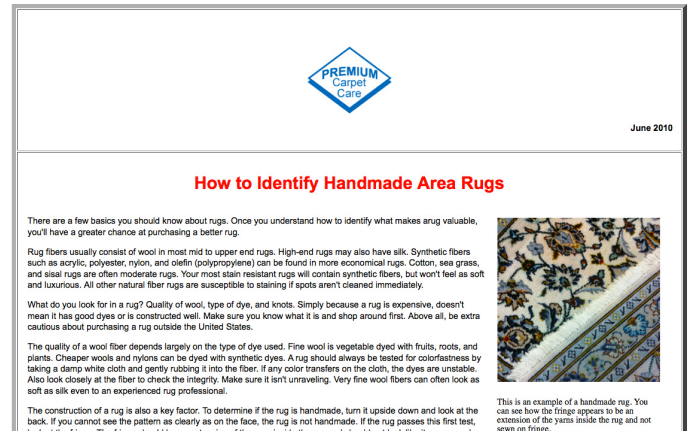 PREMIUM
Carpet
Care
June 2010
How to Identify Handmade Area Rugs
There are a few basics you should know about rugs. Once you understand how to identify what makes arug valuable,
you'll have a greater chance at purchasing a better rug.
Rug fibers usually consist of wool in most mid to upper end rugs. High-end rugs may also have silk. Synthetic fibers
such as acrylic, polyester, nylon, and olefin (polypropylene) can be found in more economical rugs. Cotton, sea grass,
and sisal rugs are often moderate rugs. Your most stain resistant rugs will contain synthetic fibers, but won't feel as soft
and luxurious. All other natural fiber rugs are susceptible to staining if spots aren't cleaned immediately.
What do you look for in a rug? Quality of wool, type of dye, and knots. Simply because a rug is expensive, doesn't
mean it has good dyes or is constructed well. Make sure you know what it is and shop around first. Above all, be extra
cautious about purchasing a rug outside the United States.
The quality of a wool fiber depends largely on the type of dye used. Fine wool is vegetable dyed with fruits, roots, and
plants. Cheaper wools and nylons can be dyed with synthetic dyes. A rug should always be tested for colorfastness by
taking a damp white cloth and gently rubbing it into the fiber. If any color transfers on the cloth, the dyes are unstable.
Also look closely at the fiber to check the integrity. Make sure it isn't unraveling. Very fine wool fibers can often look as
soft as silk even to an experienced rug professional.
The construction of a rug is also a key factor. To determine if the rug is handmade, turn it upside down and look at the
back. If you cannot see the pattern as clearly as on the face, the rug is not handmade. If the rug passes this first test,
This is an example of a handmade rug. You
can see how the fringe appears to be an
extension of the yarns inside the rug and not
sewn on fringe.